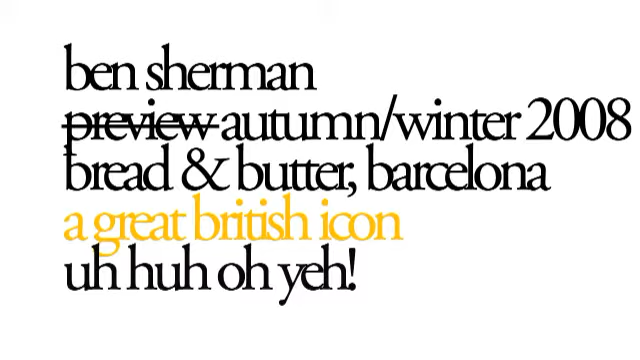 ben sherman
preview autumn/winter 2008
bread & butter, barcelona
a great british icon
uh huh oh yeh!